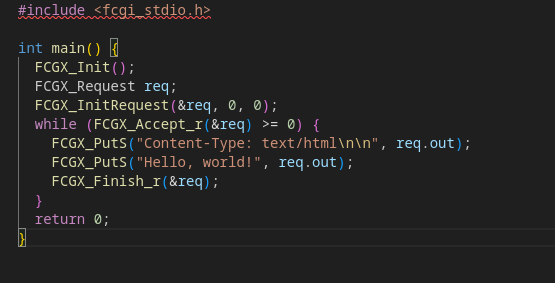 #include <fcgi_stdio.h>

int main() {
  FCGX_Init();
  FCGX_Request req;
  FCGX_InitRequest(&req, 0, 0);
  while (FCGX_Accept_r(&req) >= 0) {
    FCGX_PutS("Content-Type: text/html\n\n", req.out);
    FCGX_PutS("Hello, world!", req.out);
    FCGX_Finish_r(&req);
  }
  return 0;
}